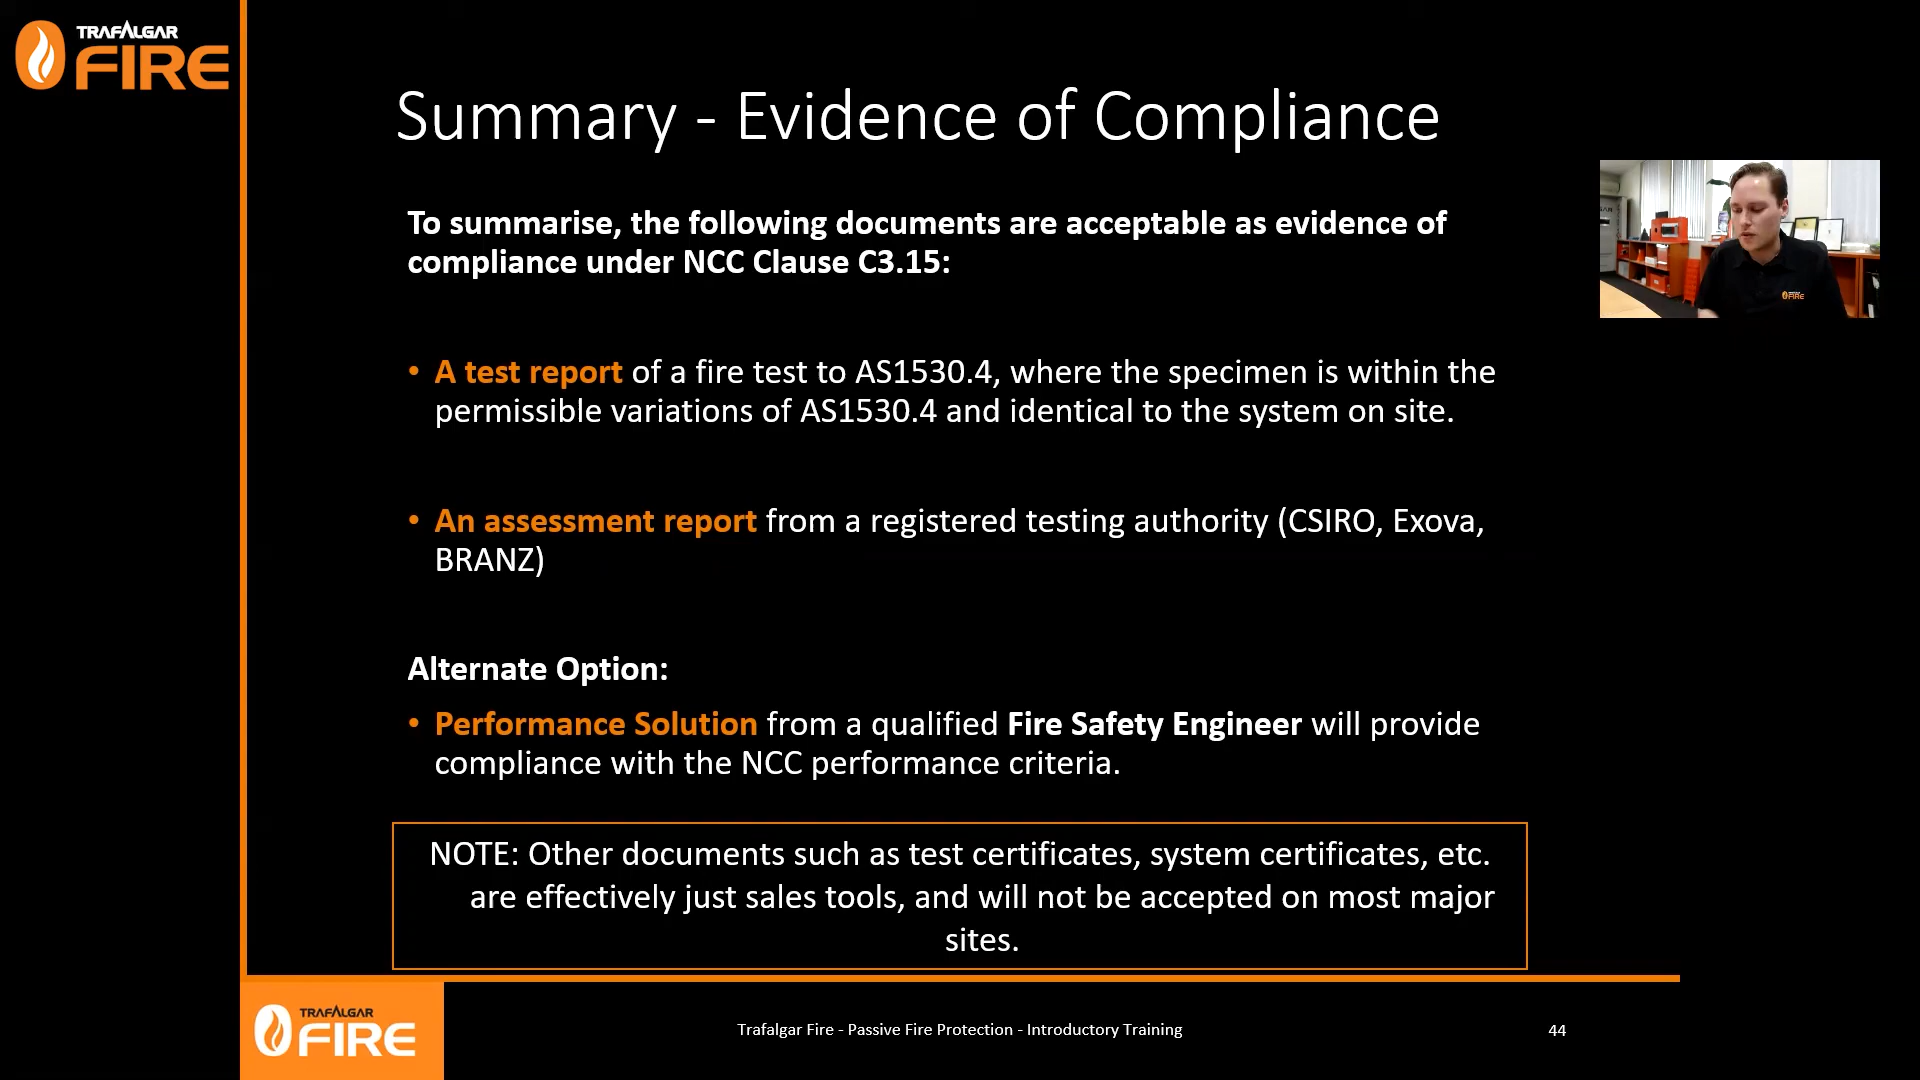 TRAFALGAR
FIRE
Summary - Evidence of Compliance
To summarise, the following documents are acceptable as evidence of
compliance under NCC Clause C3.15:
• A test report of a fire test to AS1530.4, where the specimen is within the
permissible variations of AS1530.4 and identical to the system on site.
• An assessment report from a registered testing authority (CSIRO, Exova,
BRANZ)
Alternate Option:
• Performance Solution from a qualified Fire Safety Engineer will provide
compliance with the NCC performance criteria.
NOTE: Other documents such as test certificates, system certificates, etc.
are effectively just sales tools, and will not be accepted on most major
sites.
TRAFALGAR
FIRE
Trafalgar Fire - Passive Fire Protection - Introductory Training
44
FIRE